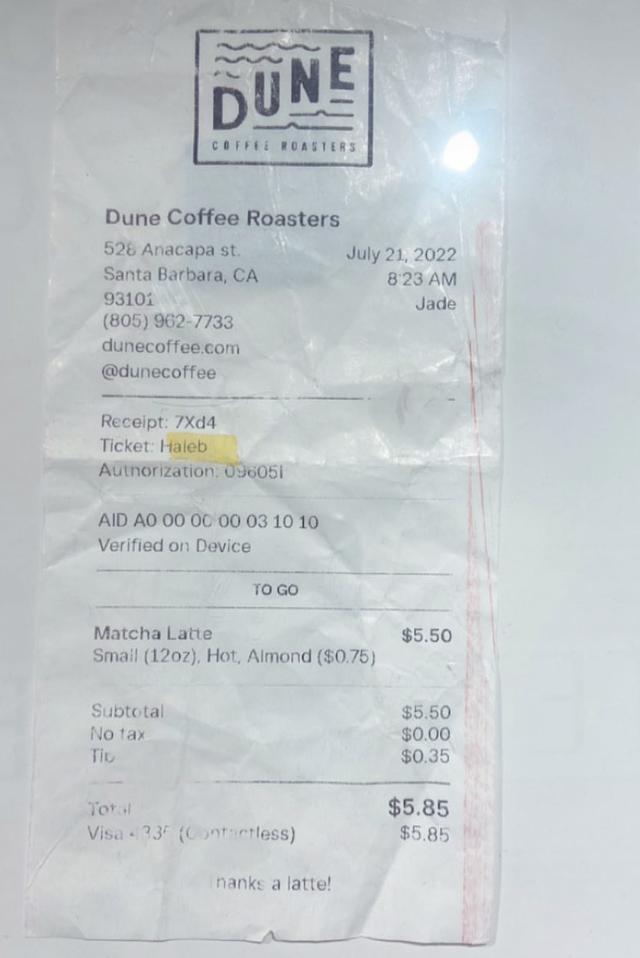 DUNE
COFFEE ROASTERS
Dune Coffee Roasters
528 Anacapa st.
July 21, 2022
Santa Barbara, CA
8:23 AM
93101
Jade
(805) 962-7733
dunecoffee.com
@dunecoffee
Receipt: 7Xd4
Ticket: Haleb
Authorization: 09605I
AID A0 00 00 00 03 10 10
Verified on Device
TO GO
Matcha Latte $5.50
Small (12oz), Hot, Almond ($0.75)
Subtotal $5.50
No tax $0.00
Tip $0.35
Total $5.85
Visa (Contactless) $5.85
hanks a latte!